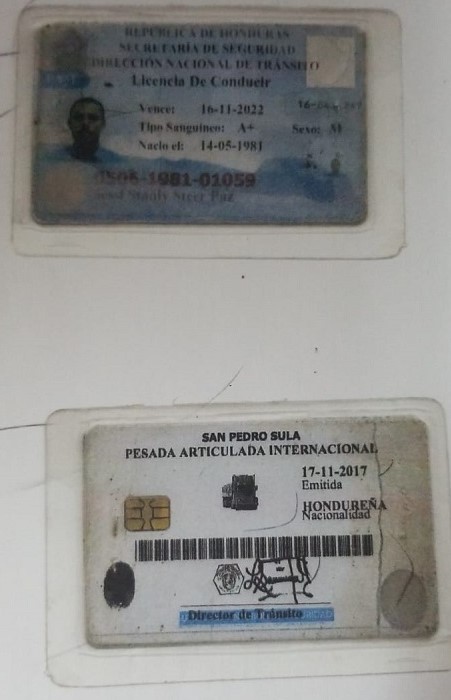 REPUBLICA DE HONDURAS
SECRETARÍA DE SEGURIDAD
DIRECCIÓN NACIONAL DE TRÁNSITO
Licencia De Conducir
Vence: 16-11-2022
Tipo Sanguineo: A+ Sexo: M
Nacio el: 14-05-1981
1981-01059
SAN PEDRO SULA
PESADA ARTICULADA INTERNACIONAL
17-11-2017
Emitida
HONDUREÑA
Nacionalidad
Director de Tránsito